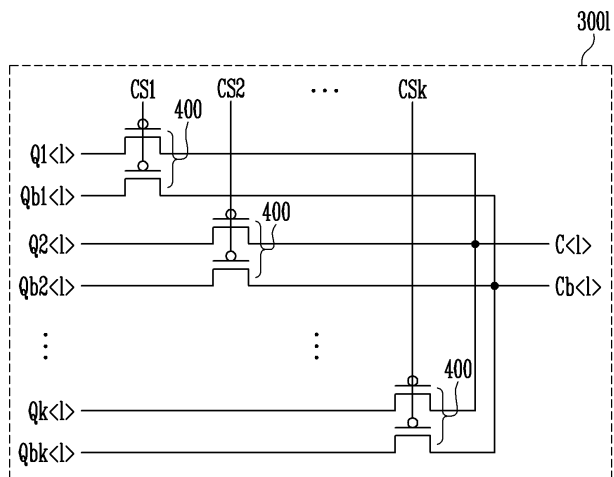 300l
CS1 CS2 ... CSk
400
Q1<l>
Qb1<l>
400
Q2<l> C<l>
Qb2<l> Cb<l>
400
Qk<l>
Qbk<l>